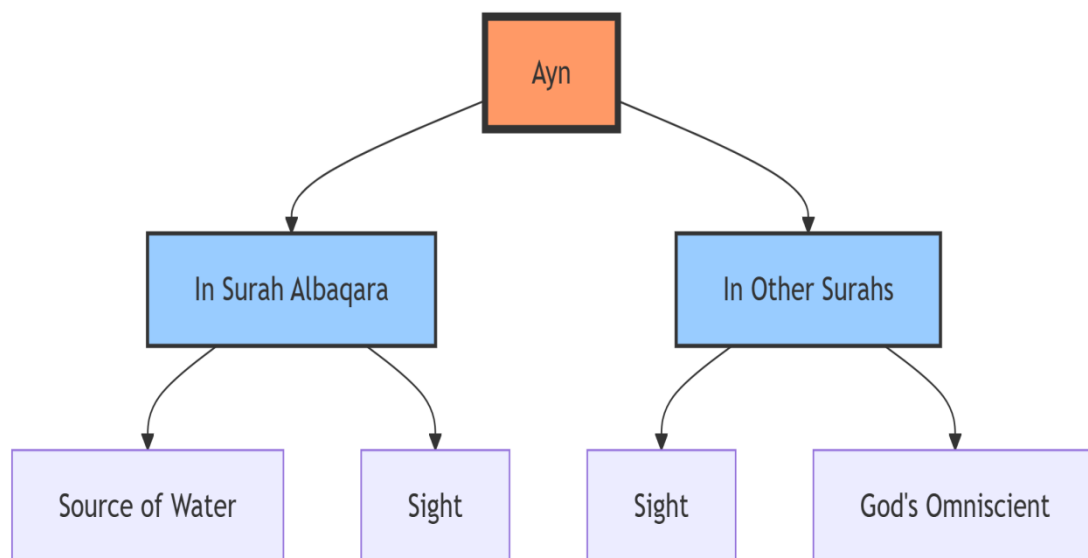 Ayn
In Surah Albaqara
In Other Surahs
Source of Water
Sight
Sight
God's Omniscient